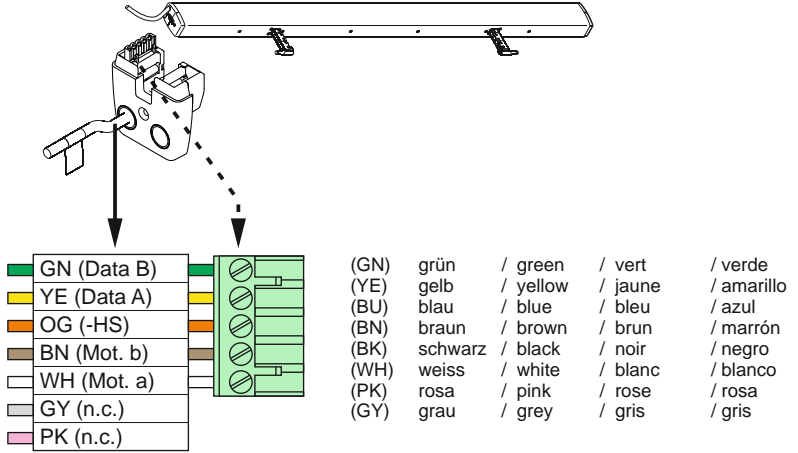 GN (Data B)
YE (Data A)
OG (-HS)
BN (Mot. b)
WH (Mot. a)
GY (n.c.)
PK (n.c.)
(GN) grün / green / vert / verde
(YE) gelb / yellow / jaune / amarillo
(BU) blau / blue / bleu / azul
(BN) braun / brown / brun / marrón
(BK) schwarz / black / noir / negro
(WH) weiss / white / blanc / blanco
(PK) rosa / pink / rose / rosa
(GY) grau / grey / gris / gris